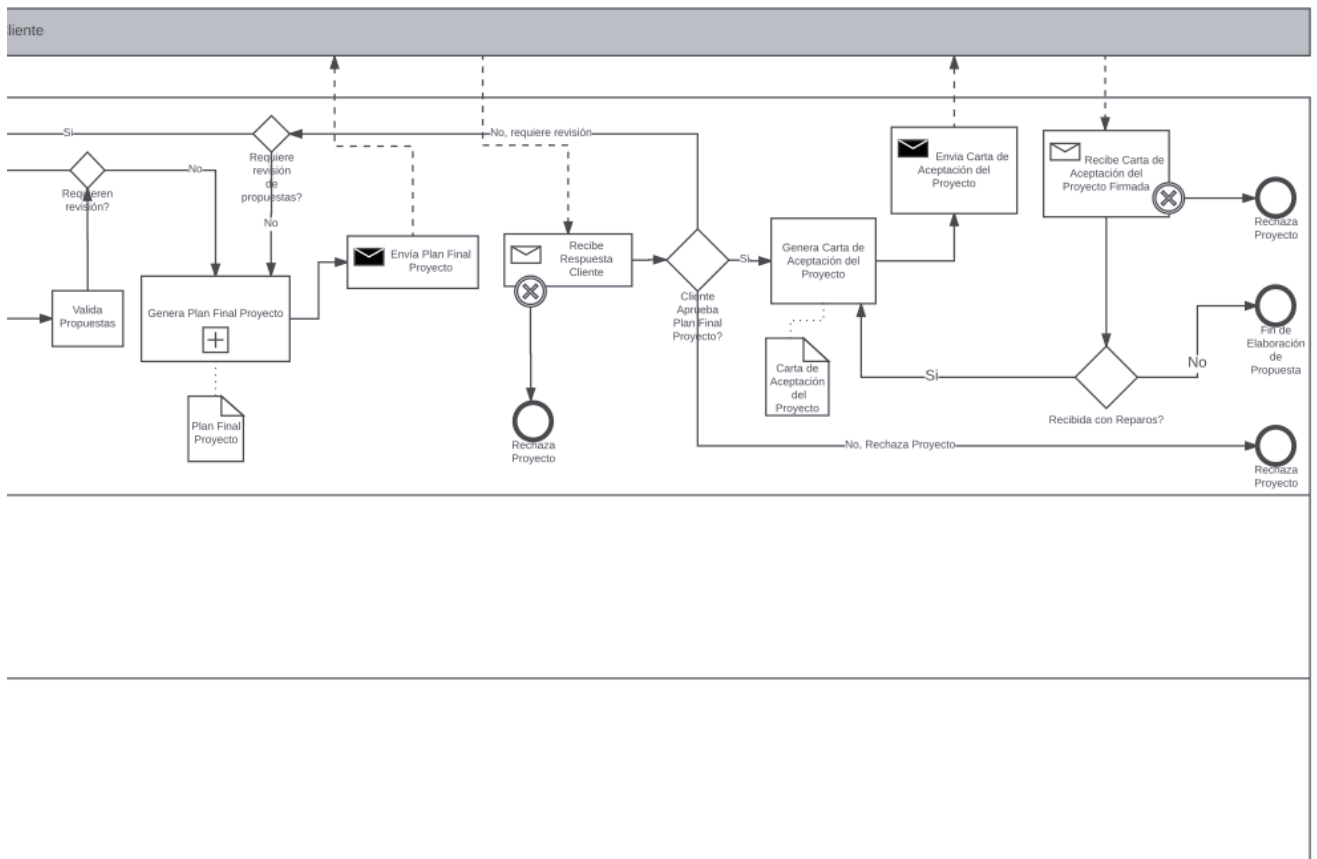 liente
Si
No, requiere revisión
Requiere
revisión
de
propuestas?
No
Requieren
revisión?
No
Valida
Propuestas
Genera Plan Final Proyecto
Plan Final
Proyecto
Envía Plan Final
Proyecto
Recibe
Respuesta
Cliente
Rechaza
Proyecto
Cliente
Aprueba
Plan Final
Proyecto?
Si
Genera Carta de
Aceptación del
Proyecto
Carta de
Aceptación
del
Proyecto
Envia Carta de
Aceptación del
Proyecto
Recibe Carta de
Aceptación del
Proyecto Firmada
Rechaza
Proyecto
Si
No
Recibida con Reparos?
Fin de
Elaboración
de
Propuesta
No, Rechaza Proyecto
Rechaza
Proyecto